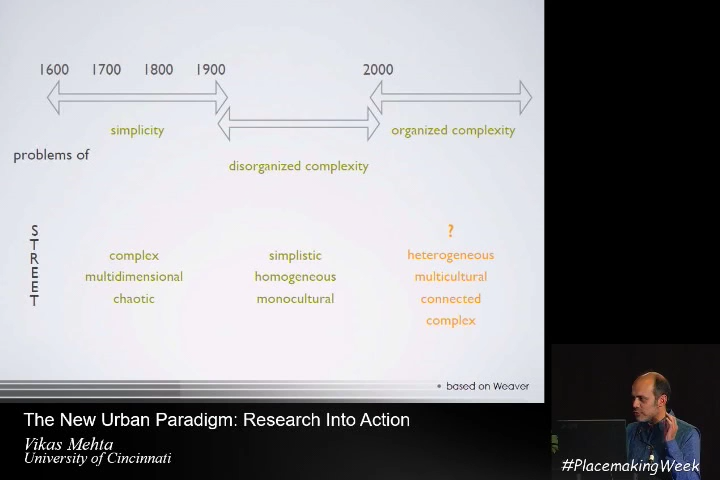 1600 1700 1800 1900 2000
simplicity
organized complexity
problems of
disorganized complexity
STREET
?
complex simplistic heterogeneous
multidimensional homogeneous multicultural
chaotic monocultural connected
complex
• based on Weaver
The New Urban Paradigm: Research Into Action
Vikas Mehta
University of Cincinnati
#PlacemakingWeek